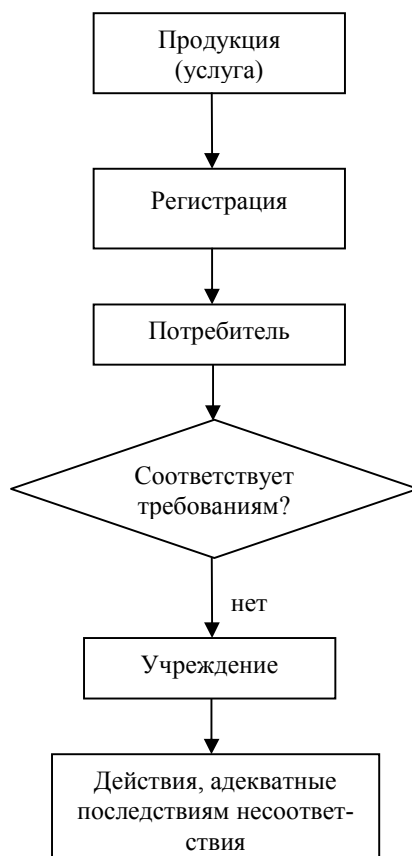 Продукция
(услуга)
Регистрация
Потребитель
Соответствует
требованиям?
нет
Учреждение
Действия, адекватные
последствиям несоответ-
ствия